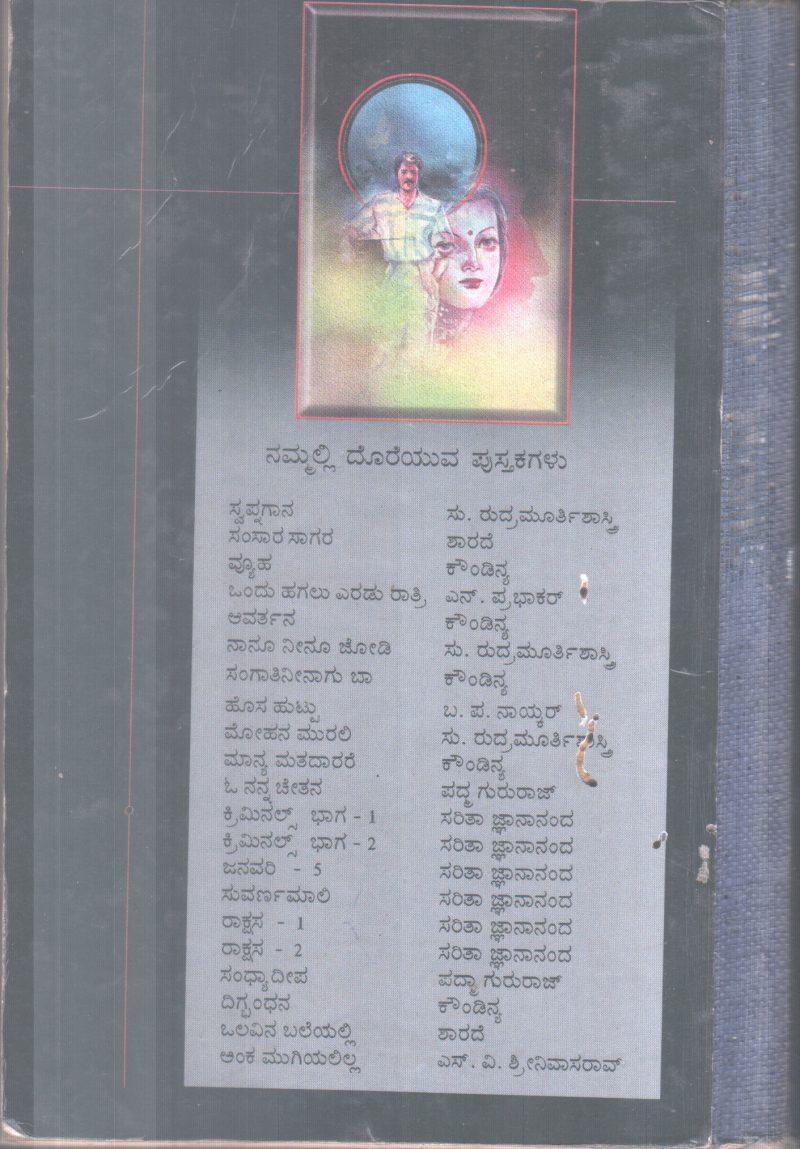 ನಮ್ಮಲ್ಲಿ ದೊರೆಯುವ ಪುಸ್ತಕಗಳು
ಸ್ವಪ್ನಗಾನ ಸು. ರುದ್ರಮೂರ್ತಿಶಾಸ್ತ್ರಿ
ಸಂಸಾರ ಸಾಗರ ಶಾರದೆ
ವ್ಯೂಹ ಕೌಂಡಿನ್ಯ
ಒಂದು ಹಗಲು ಎರಡು ರಾತ್ರಿ ಎನ್. ಪ್ರಭಾಕರ್
ಆವರ್ತನ ಕೌಂಡಿನ್ಯ
ನಾನೂ ನೀನೂ ಜೋಡಿ ಸು. ರುದ್ರಮೂರ್ತಿಶಾಸ್ತ್ರಿ
ಸಂಗಾತಿನೀನಾಗು ಬಾ ಕೌಂಡಿನ್ಯ
ಹೊಸ ಹುಟ್ಟು ಬ. ಪ. ನಾಯ್ಕರ್
ಮೋಹನ ಮುರಲಿ ಸು. ರುದ್ರಮೂರ್ತಿಶಾಸ್ತ್ರಿ
ಮಾನ್ಯ ಮತದಾರರೆ ಕೌಂಡಿನ್ಯ
ಓ ನನ್ನ ಚೇತನ ಪದ್ಮ ಗುರುರಾಜ್
ಕ್ರಿಮಿನಲ್ಸ್ ಭಾಗ - 1 ಸರಿತಾ ಜ್ಞಾನಾನಂದ
ಕ್ರಿಮಿನಲ್ಸ್ ಭಾಗ - 2 ಸರಿತಾ ಜ್ಞಾನಾನಂದ
ಜನವರಿ - 5 ಸರಿತಾ ಜ್ಞಾನಾನಂದ
ಸುವರ್ಣಮಾಲಿ ಸರಿತಾ ಜ್ಞಾನಾನಂದ
ರಾಕ್ಷಸ - 1 ಸರಿತಾ ಜ್ಞಾನಾನಂದ
ರಾಕ್ಷಸ - 2 ಸರಿತಾ ಜ್ಞಾನಾನಂದ
ಸಂಧ್ಯಾದೀಪ ಪದ್ಮಾ ಗುರುರಾಜ್
ದಿಗ್ಭಂಧನ ಕೌಂಡಿನ್ಯ
ಒಲವಿನ ಬಲೆಯಲ್ಲಿ ಶಾರದೆ
ಅಂಕ ಮುಗಿಯಲಿಲ್ಲ ಎಸ್. ವಿ. ಶ್ರೀನಿವಾಸರಾವ್